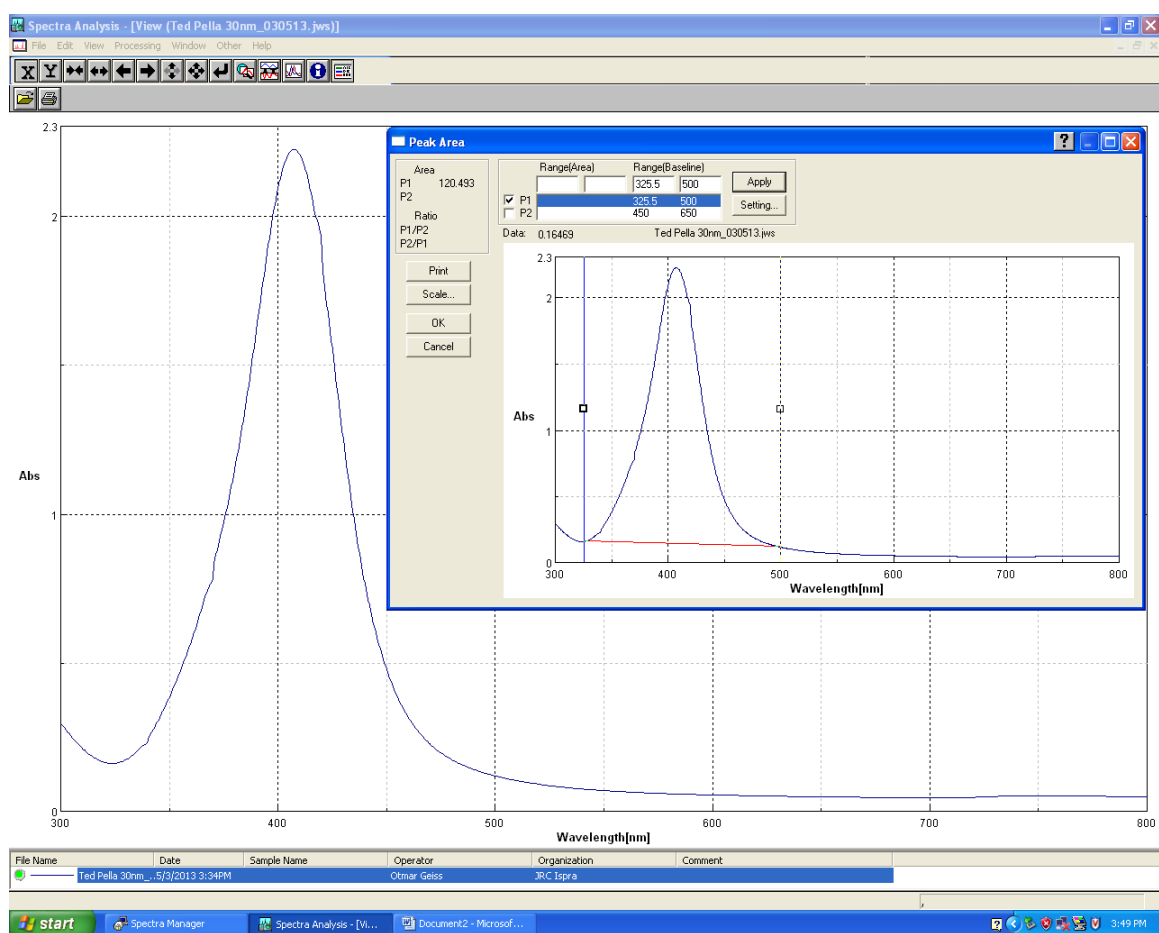 Spectra Analysis - [View (Ted Pella 30nm_030513.jws)]
File Edit View Processing Window Other Help
X Y
2.3
2
1
0
Abs
300 400 500 600 700 800
Wavelength[nm]
Peak Area
Area
P1 120.493
P2
Ratio
P1/P2
P2/P1
Print
Scale...
OK
Cancel
Range(Area) Range(Baseline)
325.5 500
Apply
P1 325.5 500
P2 450 650
Setting...
Data: 0.16469 Ted Pella 30nm_030513.jws
2.3
2
1
0
Abs
300 400 500 600 700 800
Wavelength[nm]
File Name Date Sample Name Operator Organization Comment
Ted Pella 30nm_...5/3/2013 3:34PM Otmar Geiss JRC Ispra
start Spectra Manager Spectra Analysis - [Vi... Document2 - Microsof... 3:49 PM